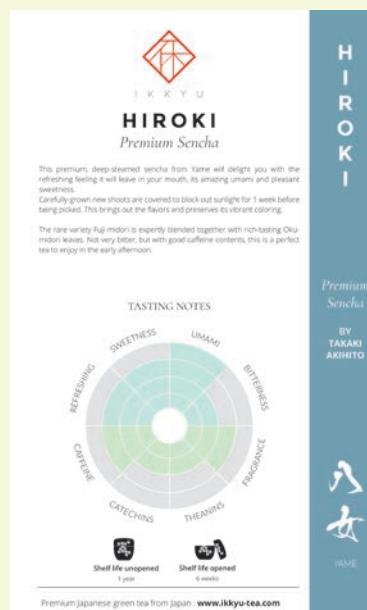 IKKYU
HIROKI
Premium Sencha
This premium, deep-steamed sencha from Yame will delight you with the
refreshing feeling it will leave in your mouth, its amazing umami and pleasant
sweetness.
Carefully-grown new shoots are covered to block out sunlight for 1 week before
being picked. This brings out the flavors and preserves its vibrant coloring.
The rare variety Fuji-midori is expertly blended together with rich-tasting Oku-
midori leaves. Not very bitter, but with good caffeine contents, this is a perfect
tea to enjoy in the early afternoon.
TASTING NOTES
SWEETNESS
UMAMI
REFRESHING
BITTERNESS
CAFFEINE
FRAGRANCE
CATECHINS
THEANINS
Shelf life unopened
1 year
Shelf life opened
6 weeks
Premium Japanese green tea from Japan : www.ikkyu-tea.com
HIROKI
Premium
Sencha
BY
TAKAKI
AKIHITO
八
女
YAME